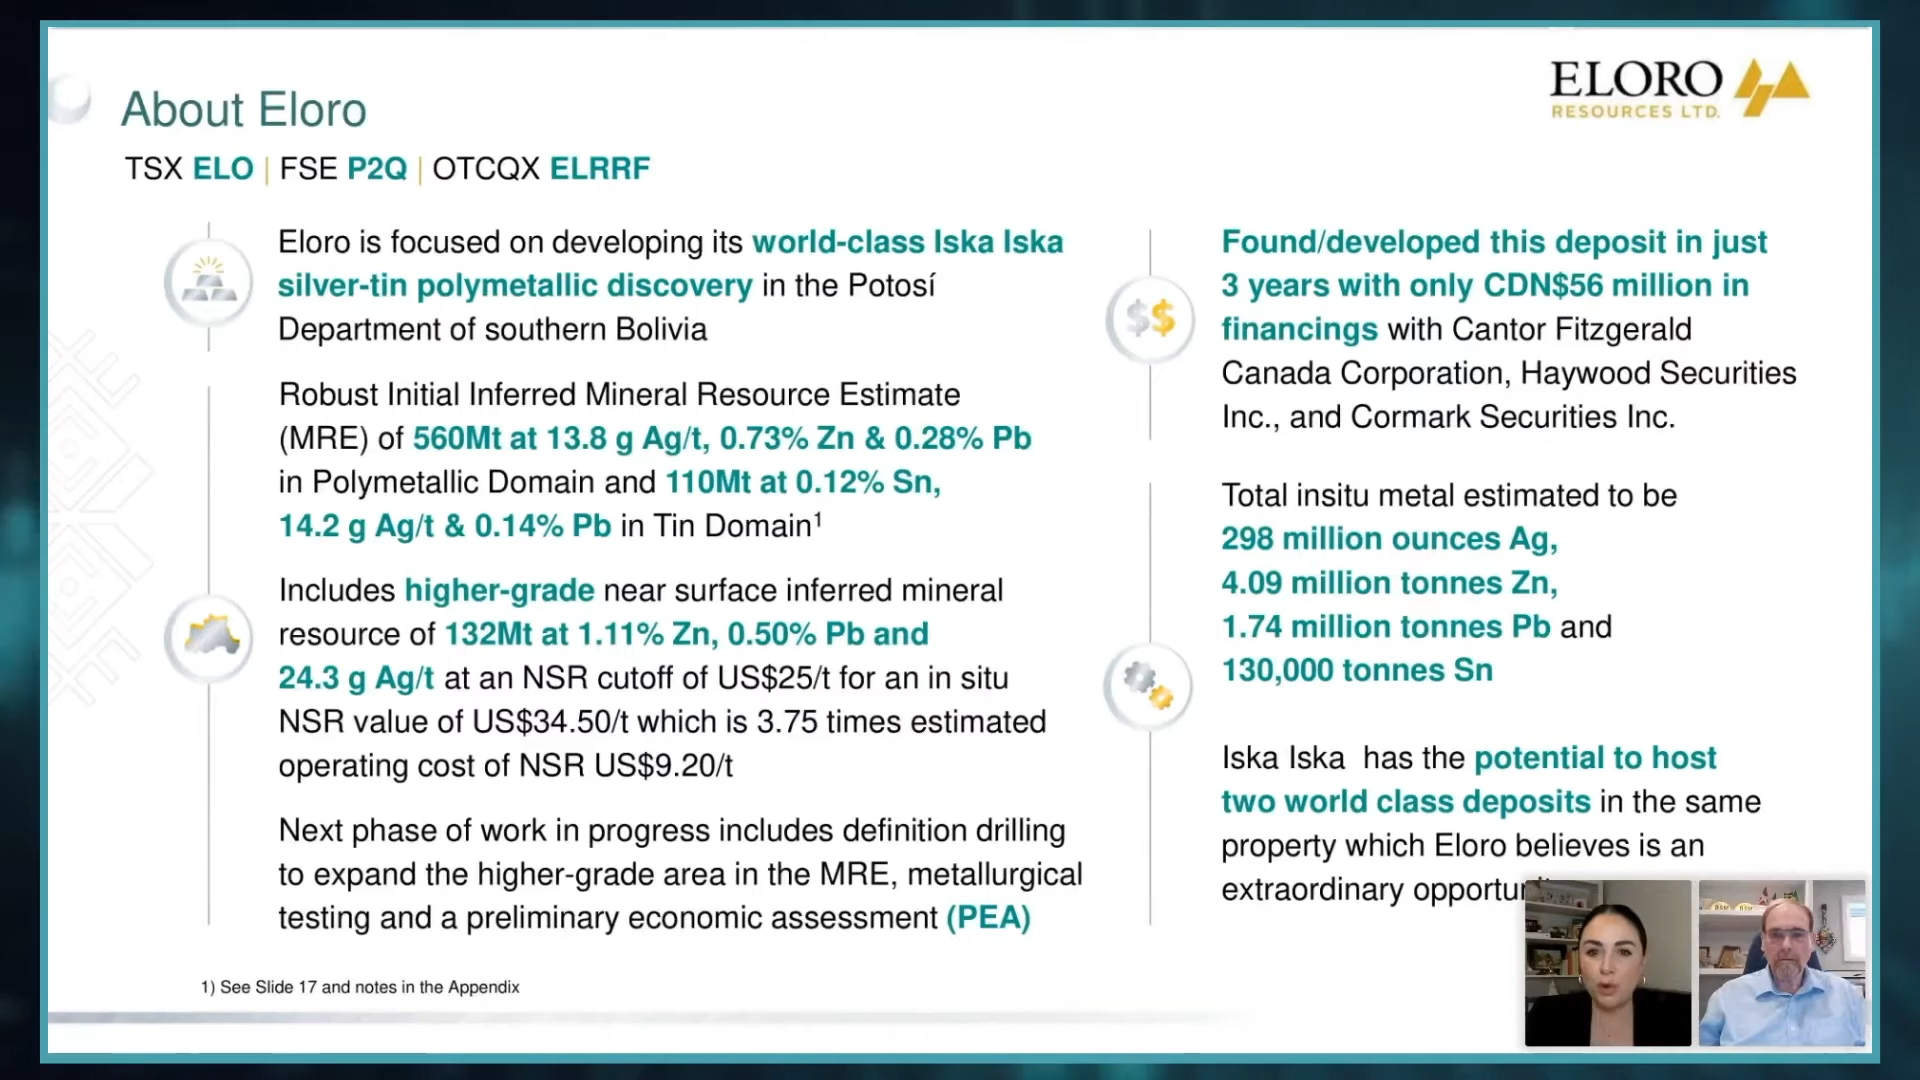 About Eloro
ELORO
RESOURCES LTD.
TSX ELO | FSE P2Q | OTCQX ELRRF
Eloro is focused on developing its world-class Iska Iska
silver-tin polymetallic discovery in the Potosí
Department of southern Bolivia
Robust Initial Inferred Mineral Resource Estimate
(MRE) of 560Mt at 13.8 g Ag/t, 0.73% Zn & 0.28% Pb
in Polymetallic Domain and 110Mt at 0.12% Sn,
14.2 g Ag/t & 0.14% Pb in Tin Domain¹
Includes higher-grade near surface inferred mineral
resource of 132Mt at 1.11% Zn, 0.50% Pb and
24.3 g Ag/t at an NSR cutoff of US$25/t for an in situ
NSR value of US$34.50/t which is 3.75 times estimated
operating cost of NSR US$9.20/t
Next phase of work in progress includes definition drilling
to expand the higher-grade area in the MRE, metallurgical
testing and a preliminary economic assessment (PEA)
$$
Found/developed this deposit in just
3 years with only CDN$56 million in
financings with Cantor Fitzgerald
Canada Corporation, Haywood Securities
Inc., and Cormark Securities Inc.
Total insitu metal estimated to be
298 million ounces Ag,
4.09 million tonnes Zn,
1.74 million tonnes Pb and
130,000 tonnes Sn
Iska Iska  has the potential to host
two world class deposits in the same
property which Eloro believes is an
extraordinary
1) See Slide 17 and notes in the Appendix